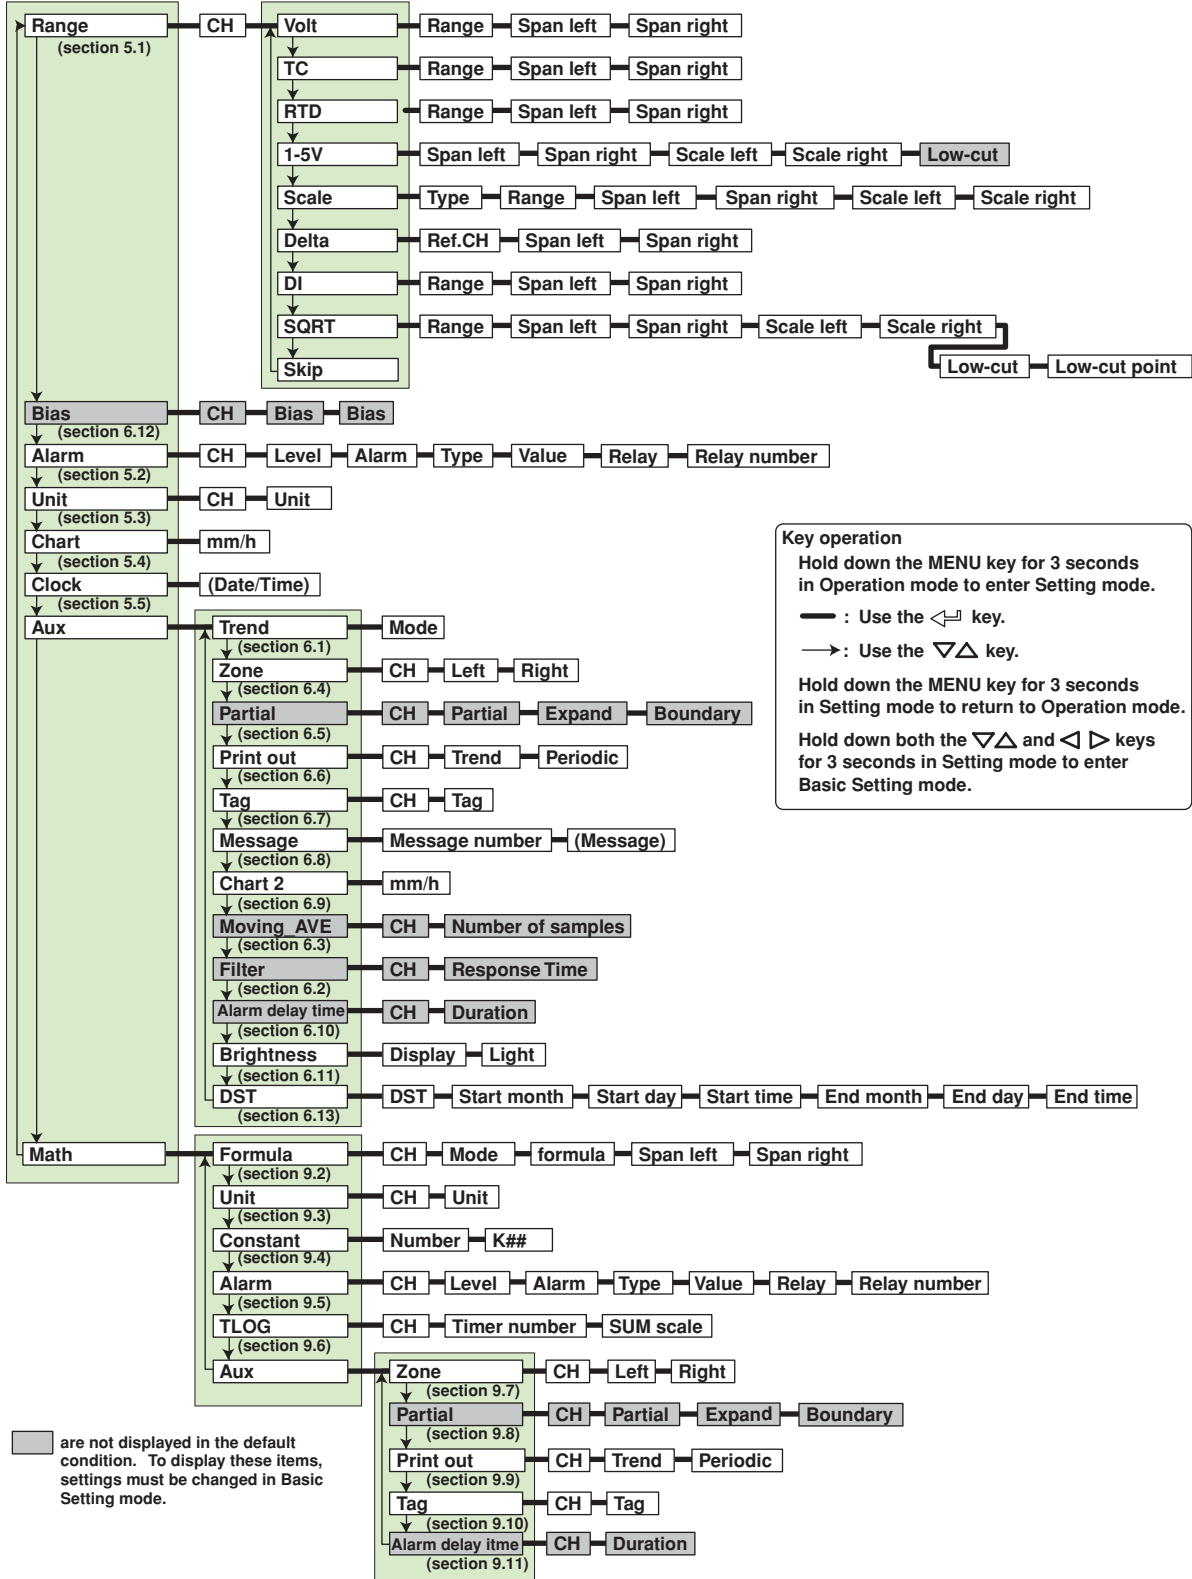 Range CH Volt Range Span left Span right
(section 5.1)
TC Range Span left Span right
RTD Range Span left Span right
1-5V Span left Span right Scale left Scale right Low-cut
Scale Type Range Span left Span right Scale left Scale right
Delta Ref.CH Span left Span right
DI Range Span left Span right
SQRT Range Span left Span right Scale left Scale right
Low-cut Low-cut point
Skip
Bias CH Bias Bias
(section 6.12)
Alarm CH Level Alarm Type Value Relay Relay number
(section 5.2)
Unit CH Unit
(section 5.3)
Chart mm/h
(section 5.4)
Clock (Date/Time)
(section 5.5)
Aux Trend Mode
(section 6.1)
Zone CH Left Right
(section 6.4)
Partial CH Partial Expand Boundary
(section 6.5)
Print out CH Trend Periodic
(section 6.6)
Tag CH Tag
(section 6.7)
Message Message number (Message)
(section 6.8)
Chart 2 mm/h
(section 6.9)
Moving_AVE CH Number of samples
(section 6.3)
Filter CH Response Time
(section 6.2)
Alarm delay time CH Duration
(section 6.10)
Brightness Display Light
(section 6.11)
DST DST Start month Start day Start time End month End day End time
(section 6.13)
Key operation
Hold down the MENU key for 3 seconds
in Operation mode to enter Setting mode.
: Use the key.
: Use the ▽△ key.
Hold down the MENU key for 3 seconds
in Setting mode to return to Operation mode.
Hold down both the ▽△ and ◁ ▷ keys
for 3 seconds in Setting mode to enter
Basic Setting mode.
Math Formula CH Mode formula Span left Span right
(section 9.2)
Unit CH Unit
(section 9.3)
Constant Number K##
(section 9.4)
Alarm CH Level Alarm Type Value Relay Relay number
(section 9.5)
TLOG CH Timer number SUM scale
(section 9.6)
Aux Zone CH Left Right
(section 9.7)
Partial CH Partial Expand Boundary
(section 9.8)
Print out CH Trend Periodic
(section 9.9)
Tag CH Tag
(section 9.10)
Alarm delay itme CH Duration
(section 9.11)
are not displayed in the default
condition. To display these items,
settings must be changed in Basic
Setting mode.